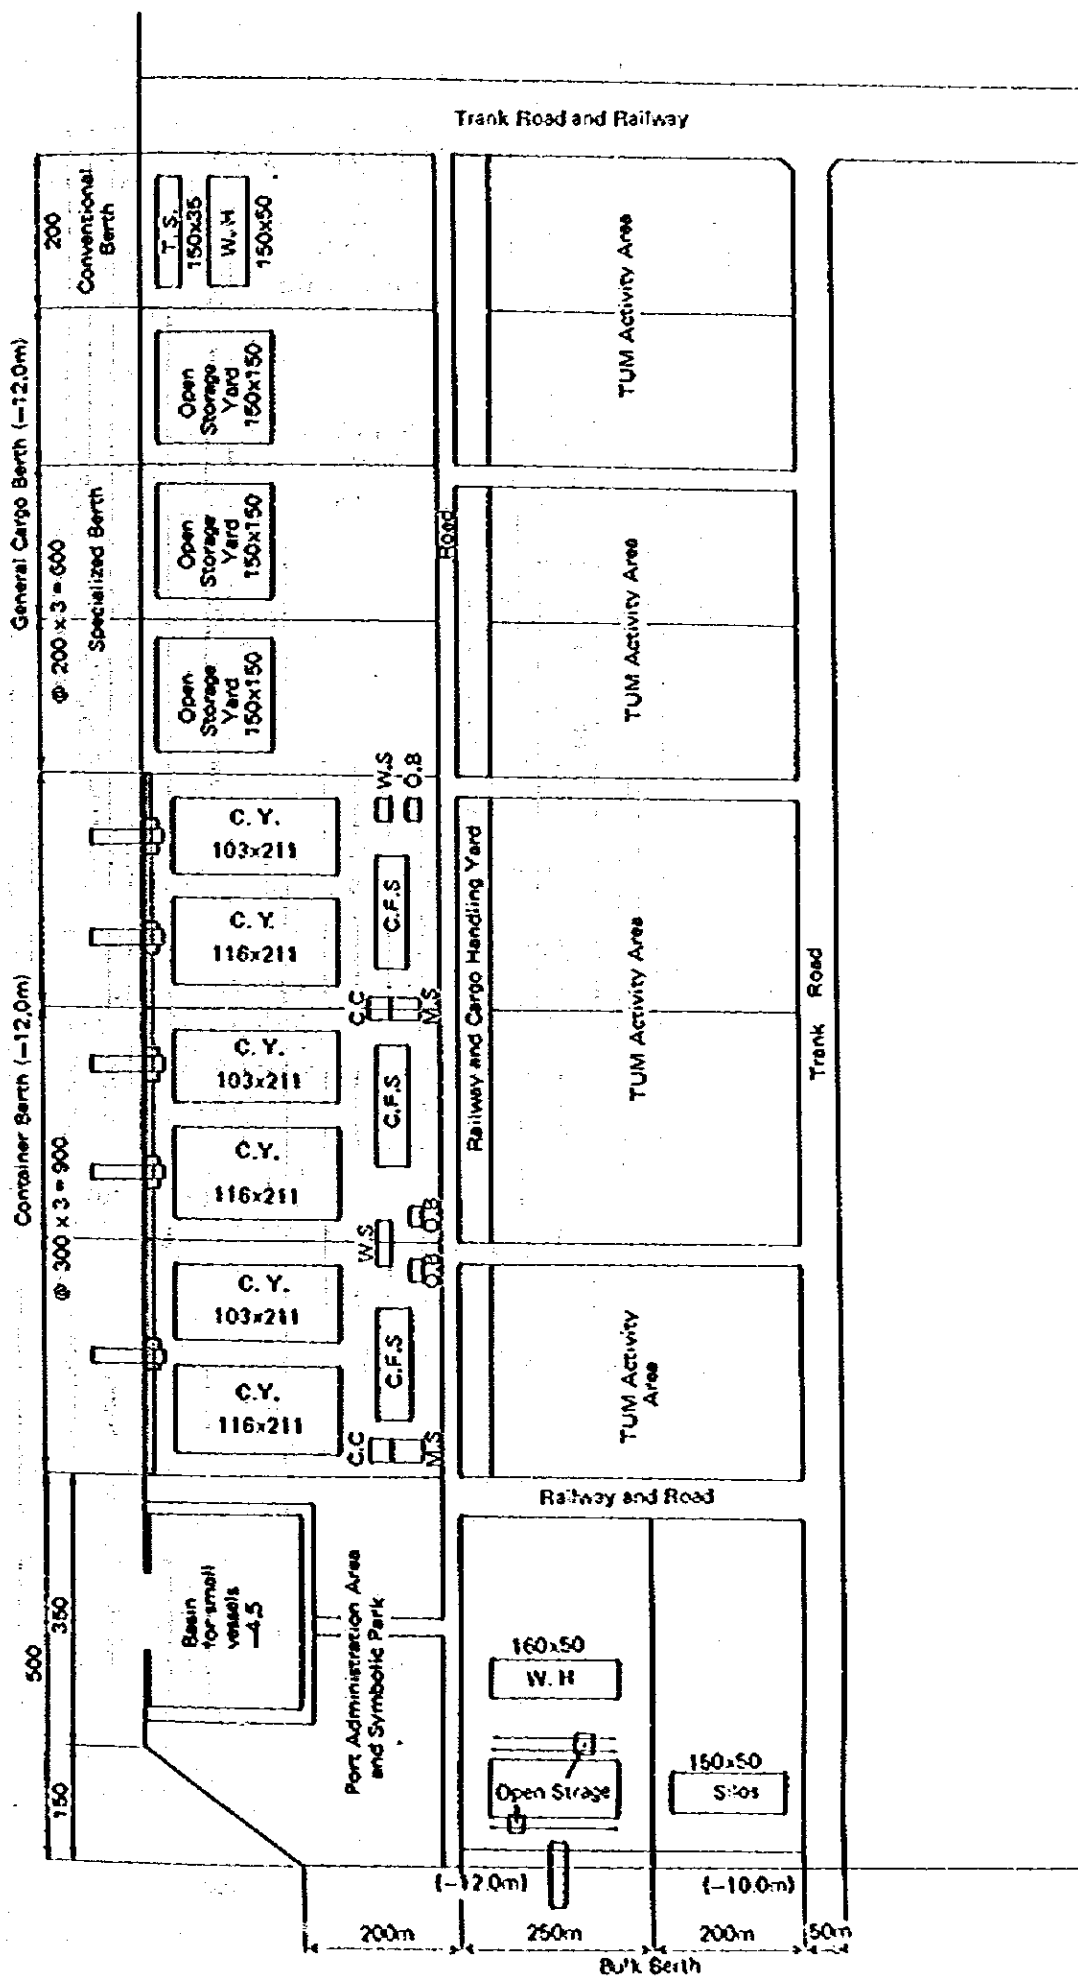 Trank Road and Railway
General Cargo Berth (-12.0m)
200
Conventional
Berth
@ 200 x 3 = 600
Specialized Berth
T.S.
150x35
W.H
150x50
Open
Storage
Yard
150x150
Open
Storage
Yard
150x150
Open
Storage
Yard
150x150
Road
TUM Activity Area
TUM Activity Area
Container Berth (-12.0m)
@ 300 x 3 = 900
C.Y.
103x211
C.Y.
116x211
C.Y.
103x211
C.Y.
116x211
C.Y.
103x211
C.Y.
116x211
W.S
O.B
C.F.S
C.C
M.S
C.F.S
W.S
O.B
O.B
C.F.S
C.C
M.S
Railway and Cargo Handling Yard
TUM Activity Area
Trank Road
TUM Activity
Area
Railway and Road
500
350
150
Basin
for small
vessels
-4.5
Port Administration Area
and Symbolic Park
160x50
W.H
Open Strage
150x50
Silos
(-12.0m)
(-10.0m)
200m
250m
200m
50m
Bulk Berth